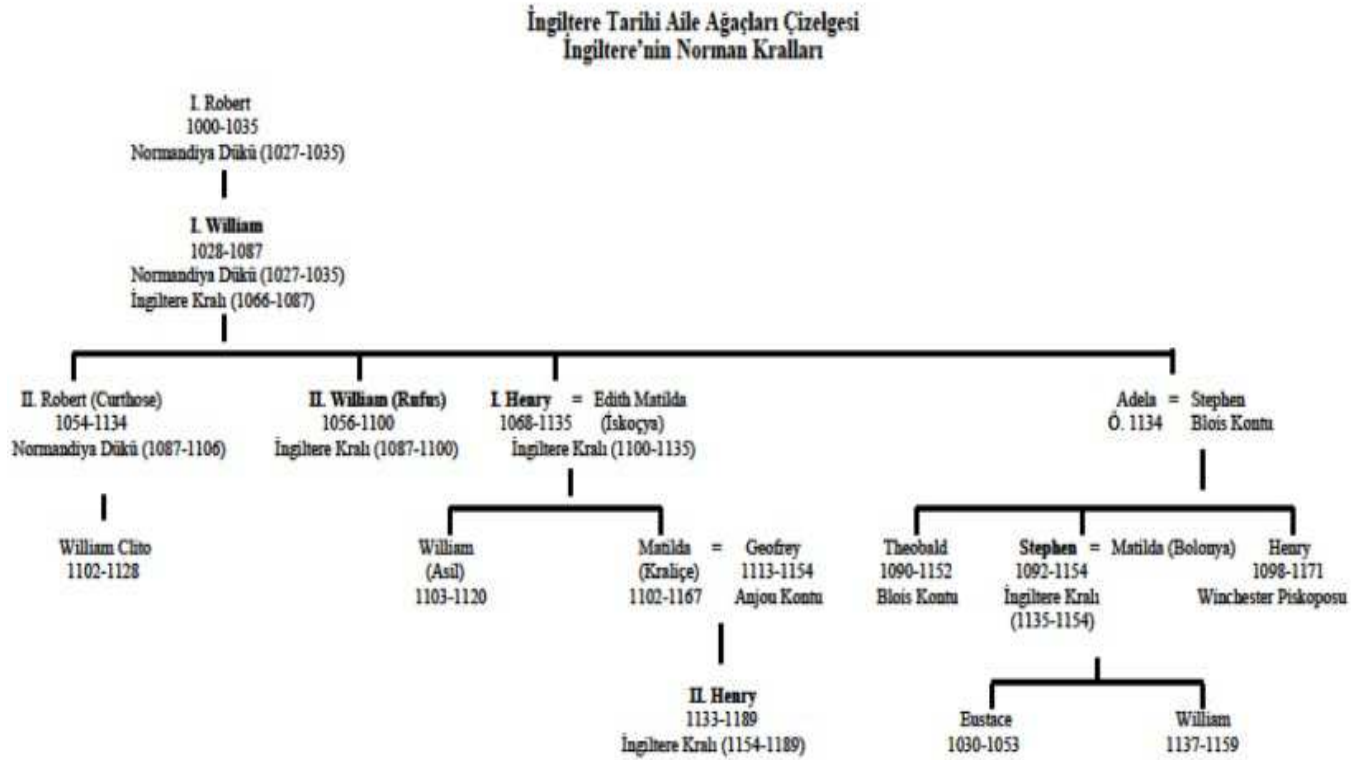 İngiltere Tarihi Aile Ağaçları Çizelgesi
İngiltere'nin Norman Kralları
I. Robert
1000-1035
Normandiya Dükü (1027-1035)
I. William
1028-1087
Normandiya Dükü (1027-1035)
İngiltere Kralı (1066-1087)
II. Robert (Curthose)
1054-1134
Normandiya Dükü (1087-1106)
II. William (Rufus)
1056-1100
İngiltere Kralı (1087-1100)
I. Henry = Edith Matilda
1068-1135 (İskoçya)
İngiltere Kralı (1100-1135)
Adela = Stephen
Ö. 1134 Blois Kontu
William Clito
1102-1128
William
(Asil)
1103-1120
Matilda = Geofrey
(Kraliçe) 1113-1154
1102-1167 Anjou Kontu
Theobald
1090-1152
Blois Kontu
Stephen = Matilda (Bolonya)
1092-1154
İngiltere Kralı
(1135-1154)
Henry
1098-1171
Winchester Piskoposu
II. Henry
1133-1189
İngiltere Kralı (1154-1189)
Eustace
1030-1053
William
1137-1159